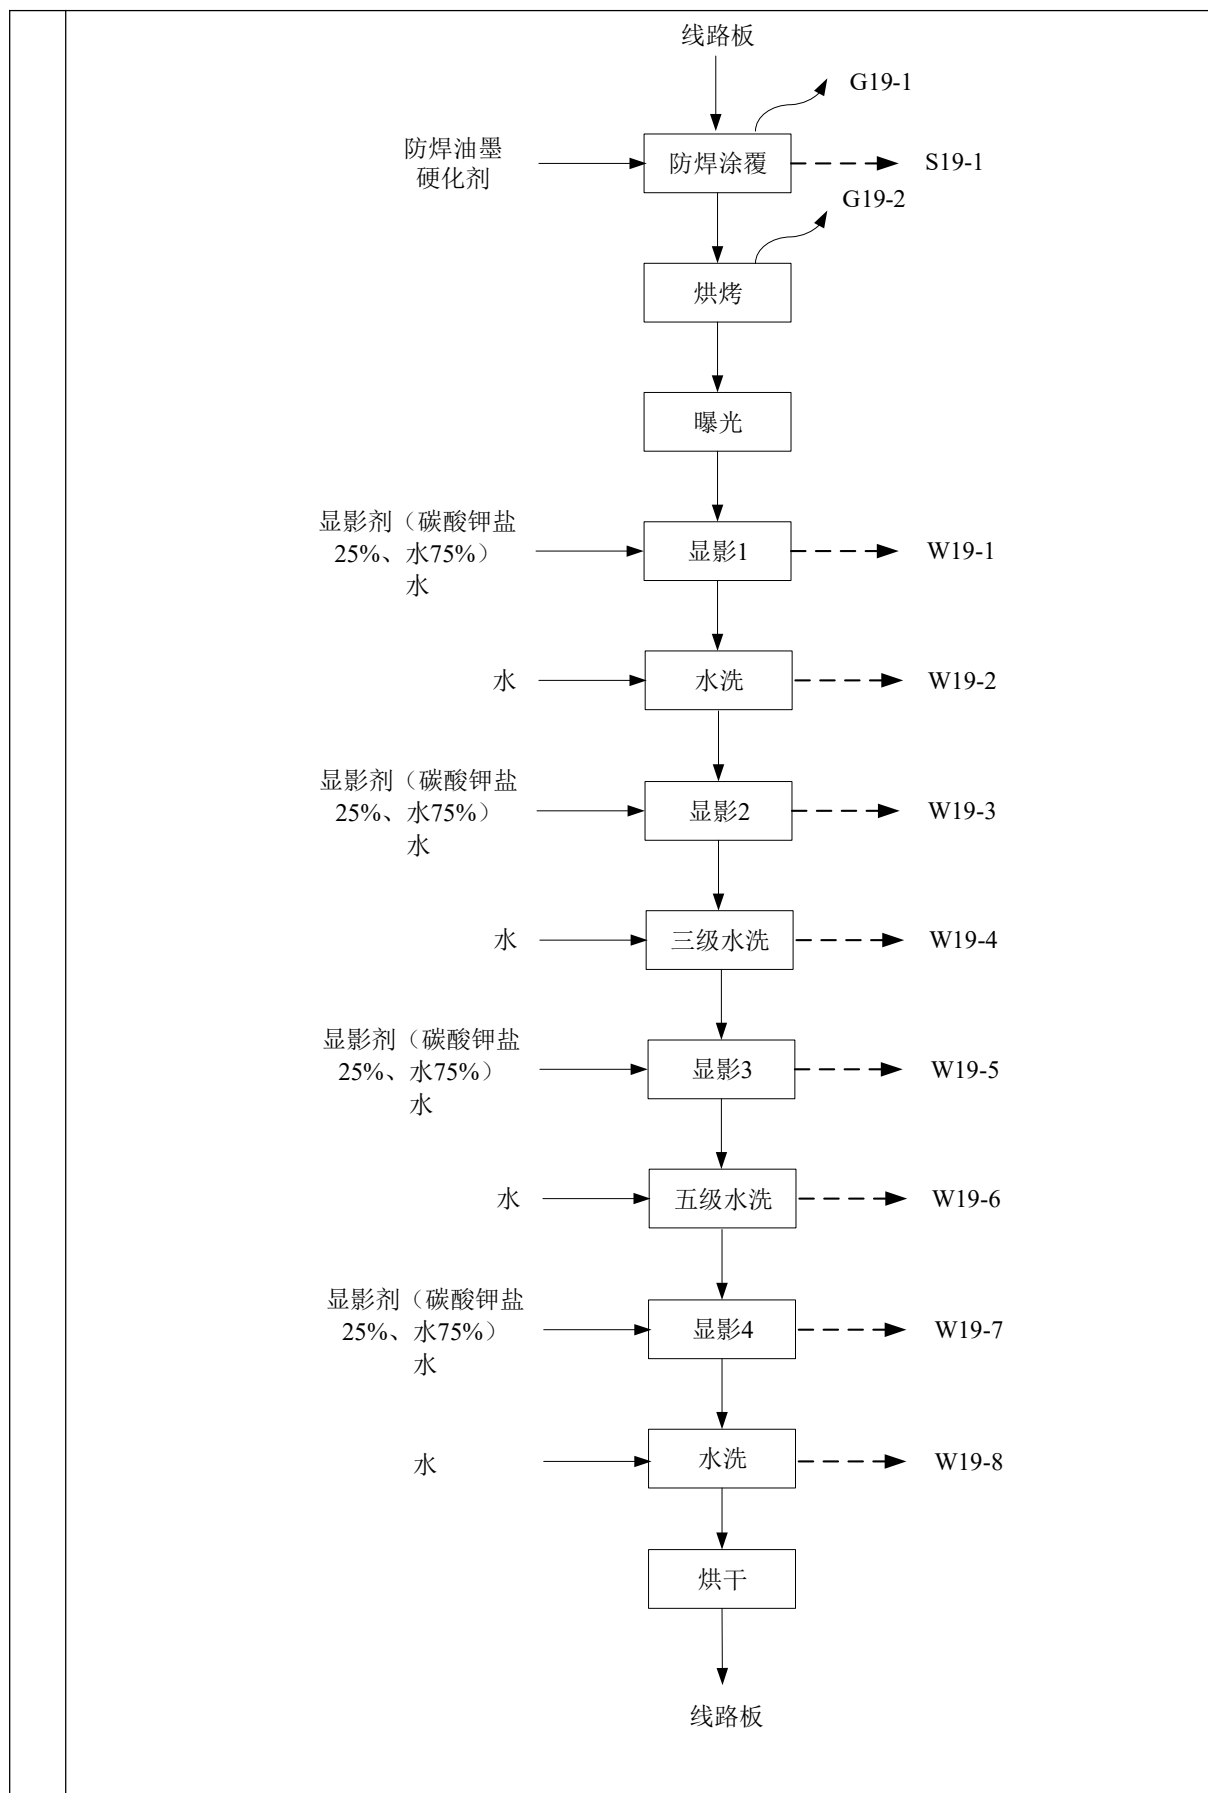 线路板
G19-1
防焊油墨
硬化剂
防焊涂覆
S19-1
G19-2
烘烤
曝光
显影剂（碳酸钾盐
25%、水75%）
水
显影1
W19-1
水
水洗
W19-2
显影剂（碳酸钾盐
25%、水75%）
水
显影2
W19-3
水
三级水洗
W19-4
显影剂（碳酸钾盐
25%、水75%）
水
显影3
W19-5
水
五级水洗
W19-6
显影剂（碳酸钾盐
25%、水75%）
水
显影4
W19-7
水
水洗
W19-8
烘干
线路板